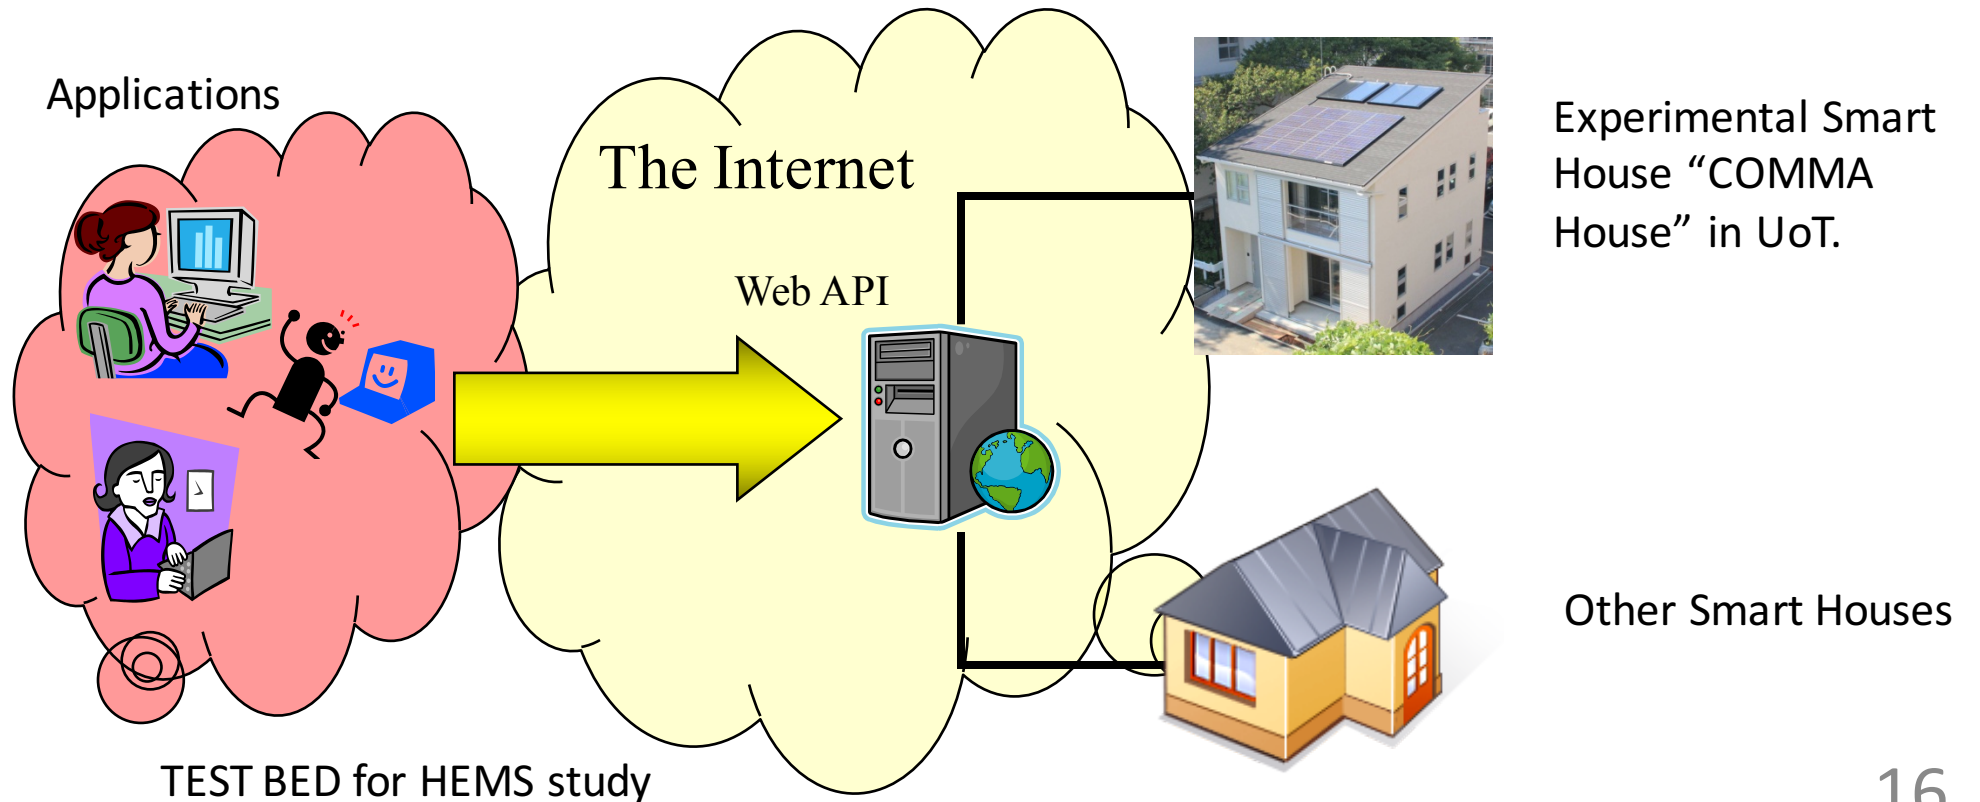 Applications
The Internet
Web API
Experimental Smart
House “COMMA
House” in UoT.
Other Smart Houses
TEST BED for HEMS study
16